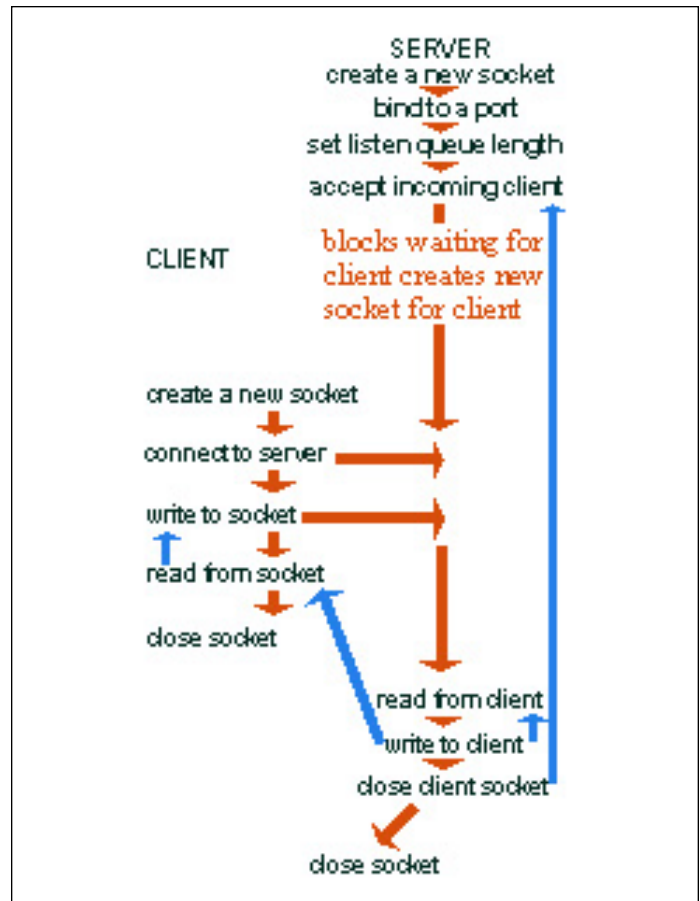 SERVER
create a new socket
bind to a port
set listen queue length
accept incoming client
blocks waiting for
client creates new
socket for client
CLIENT
create a new socket
connect to server
write to socket
read from socket
close socket
read from client
write to client
close client socket
close socket